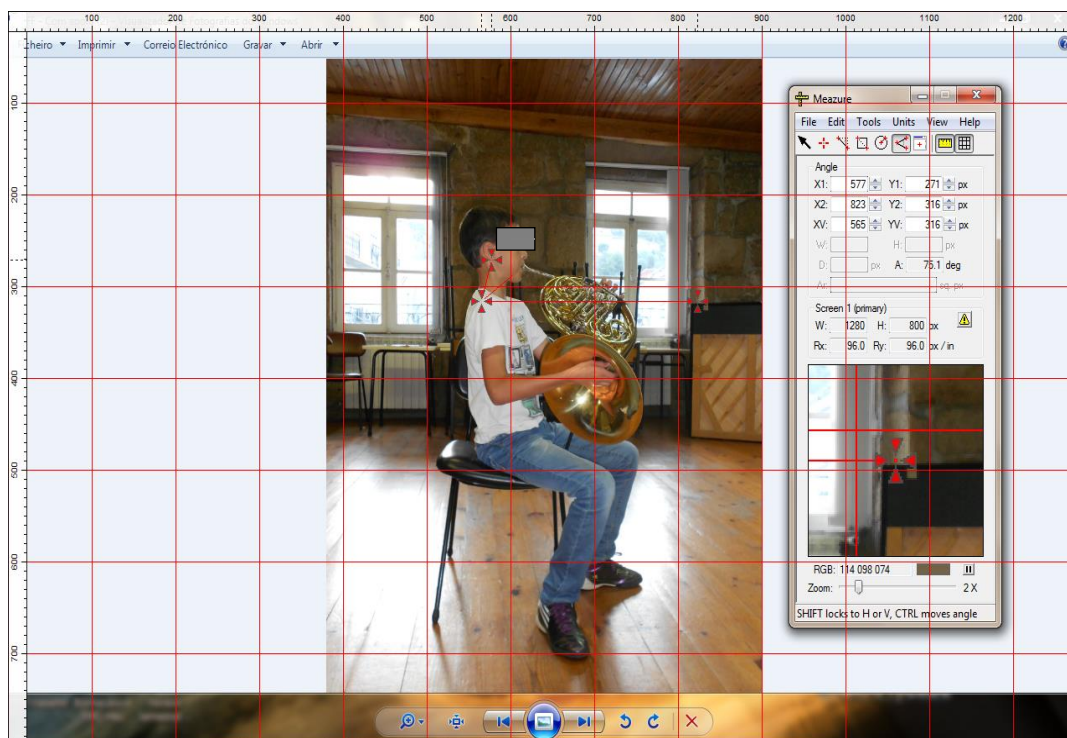 100 200 300 400 500 600 700 800 900 1000 1100 1200
cheiro Imprimir Correio Electrónico Gravar Abrir
100
200
300
400
500
600
700
Meazure
File Edit Tools Units View Help
Angle
X1: 577 Y1: 271 px
X2: 823 Y2: 316 px
XV: 565 YV: 316 px
W: H: px
D: px A: 75.1 deg
Ar: sq px
Screen 1 (primary)
W: 1280 H: 800 px
Rx: 96.0 Ry: 96.0 px / in
RGB: 114 098 074
Zoom: 2 X
SHIFT locks to H or V, CTRL moves angle